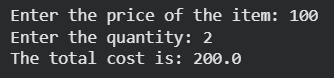 Enter the price of the item: 100
Enter the quantity: 2
The total cost is: 200.0